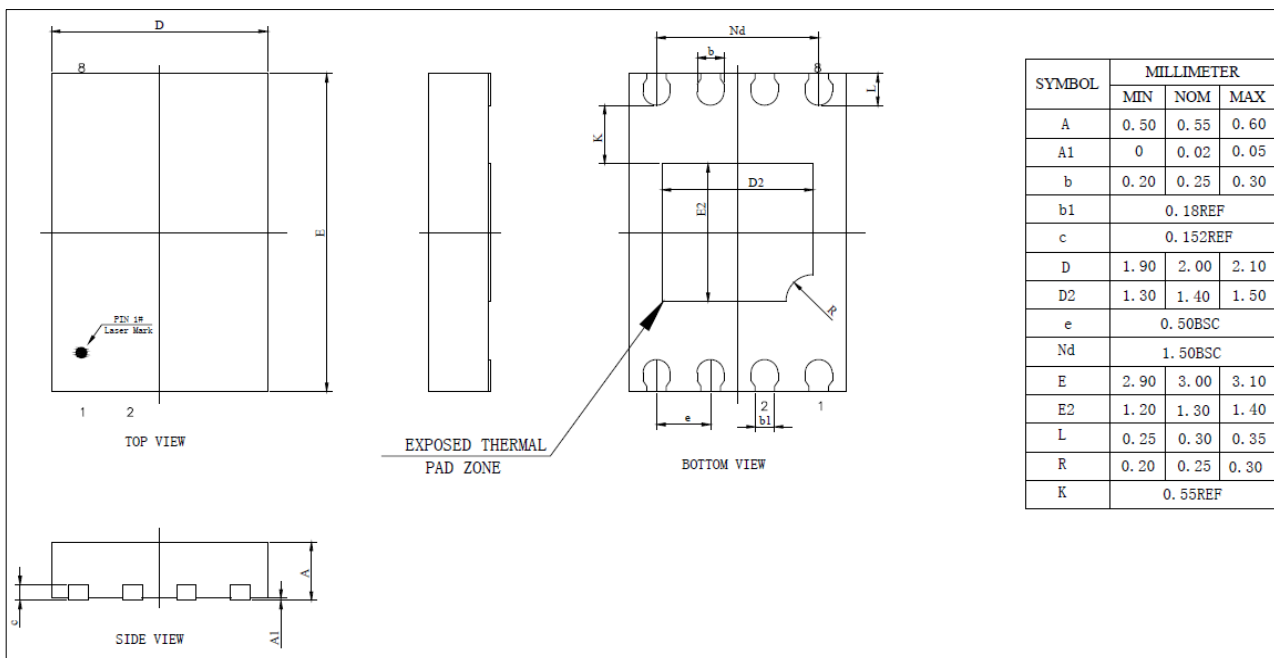 D
8
E
PIN 1#
Laser Mark
1 2
TOP VIEW
Nd
b
8
L
K
D2
E2
R
2 1
e
b1
EXPOSED THERMAL
PAD ZONE
BOTTOM VIEW
A
c
A1
SIDE VIEW
SYMBOL MILLIMETER
MIN NOM MAX
A 0.50 0.55 0.60
A1 0 0.02 0.05
b 0.20 0.25 0.30
b1 0.18REF
c 0.152REF
D 1.90 2.00 2.10
D2 1.30 1.40 1.50
e 0.50BSC
Nd 1.50BSC
E 2.90 3.00 3.10
E2 1.20 1.30 1.40
L 0.25 0.30 0.35
R 0.20 0.25 0.30
K 0.55REF